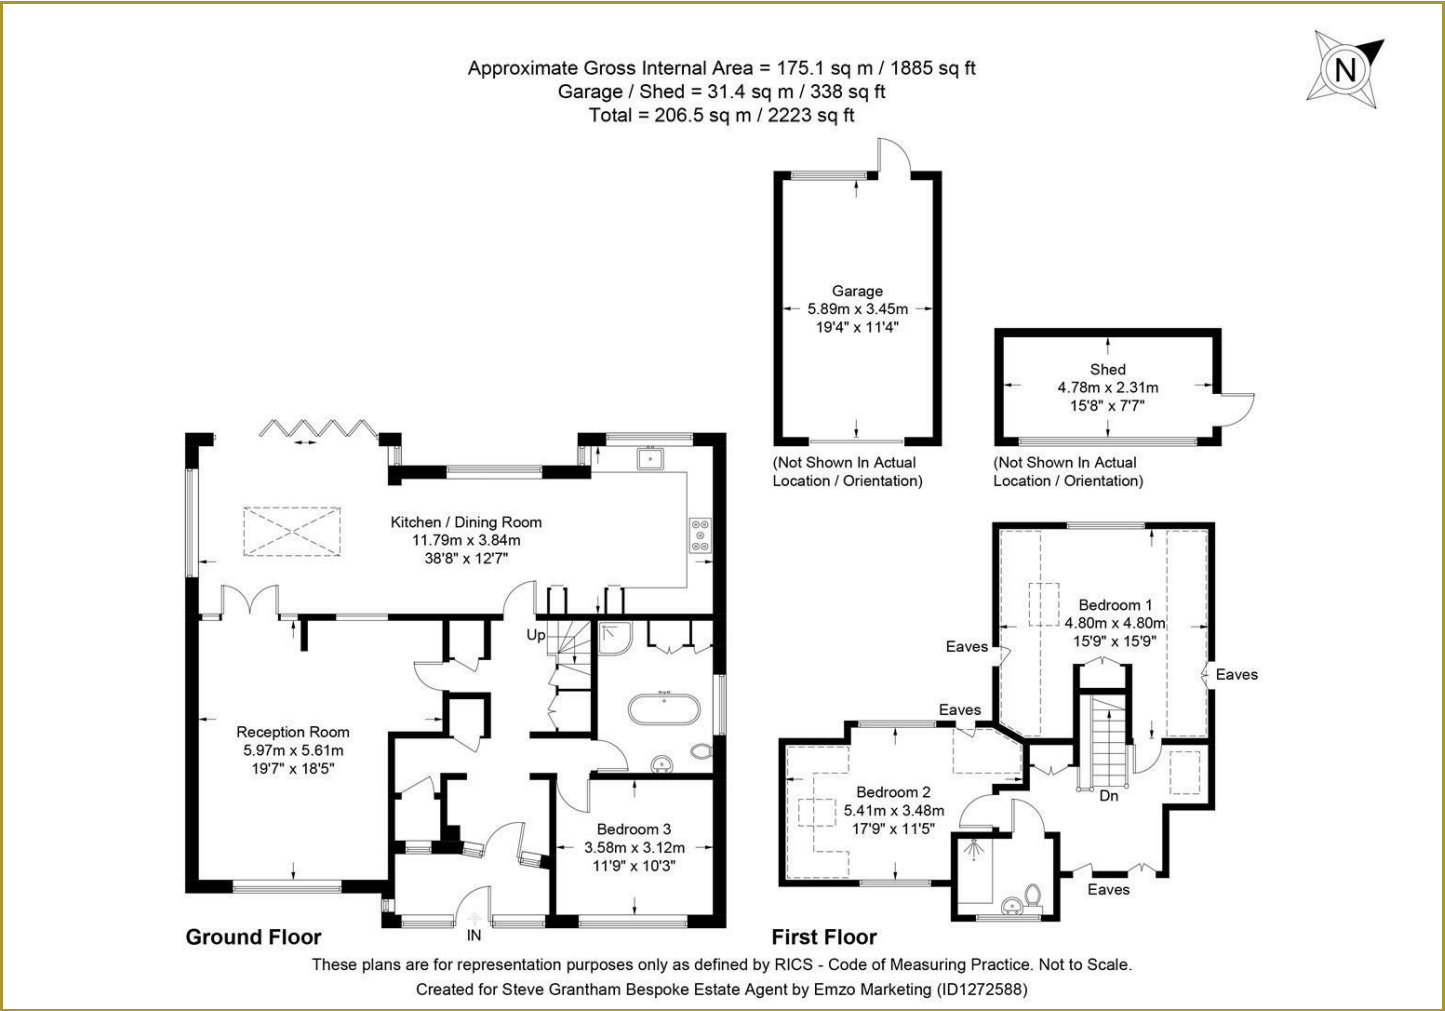 Approximate Gross Internal Area = 175.1 sq m / 1885 sq ft
Garage / Shed = 31.4 sq m / 338 sq ft
Total = 206.5 sq m / 2223 sq ft
N
Garage
5.89m x 3.45m
19'4" x 11'4"
Shed
4.78m x 2.31m
15'8" x 7'7"
(Not Shown In Actual
Location / Orientation)
(Not Shown In Actual
Location / Orientation)
Kitchen / Dining Room
11.79m x 3.84m
38'8" x 12'7"
Up
Reception Room
5.97m x 5.61m
19'7" x 18'5"
Bedroom 3
3.58m x 3.12m
11'9" x 10'3"
IN
Ground Floor
Bedroom 1
4.80m x 4.80m
15'9" x 15'9"
Eaves
Eaves
Eaves
Bedroom 2
5.41m x 3.48m
17'9" x 11'5"
Dn
Eaves
First Floor
These plans are for representation purposes only as defined by RICS - Code of Measuring Practice. Not to Scale.
Created for Steve Grantham Bespoke Estate Agent by Emzo Marketing (ID1272588)